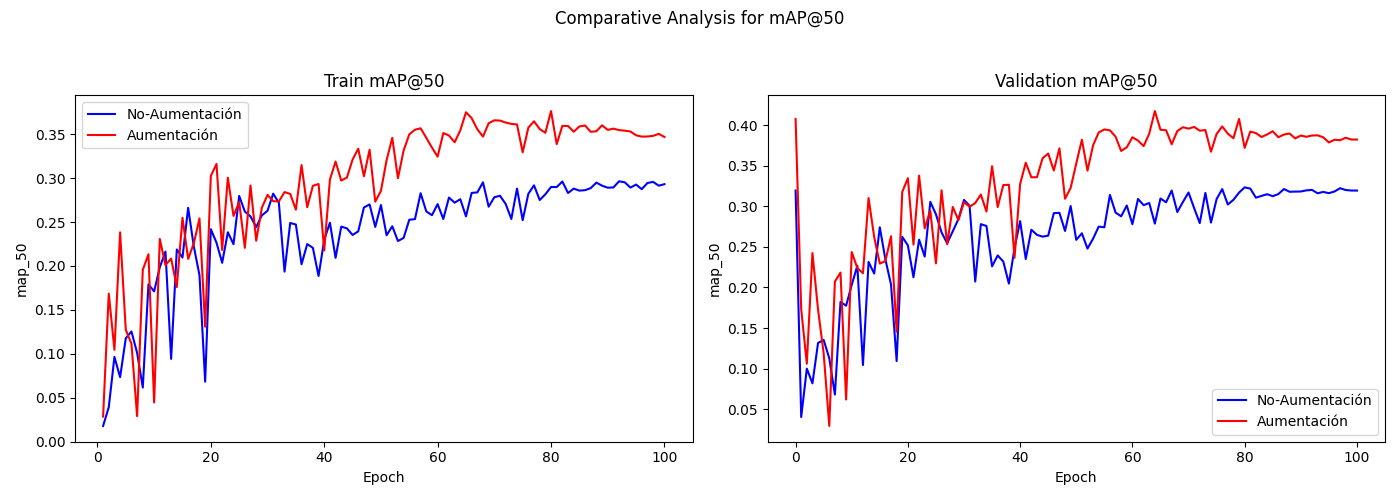 Comparative Analysis for mAP@50
Train mAP@50
No-Aumentación
Aumentación
map_50
0.35
0.30
0.25
0.20
0.15
0.10
0.05
0.00
0
20
40
60
80
100
Epoch
Validation mAP@50
map_50
0.40
0.35
0.30
0.25
0.20
0.15
0.10
0.05
No-Aumentación
Aumentación
0
20
40
60
80
100
Epoch